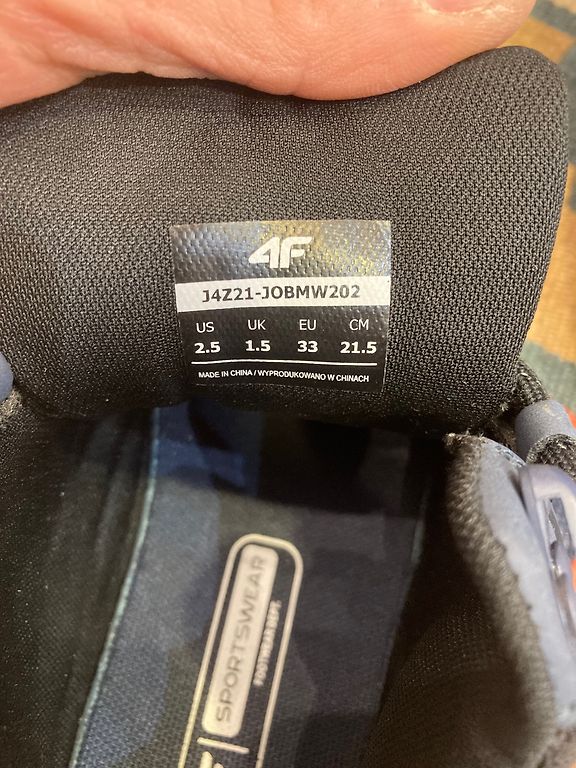 4F
J4Z21-JOBMW202
US UK EU CM
2.5 1.5 33 21.5
MADE IN CHINA / WYPRODUKOWANO W CHINACH
SPORTSWEAR